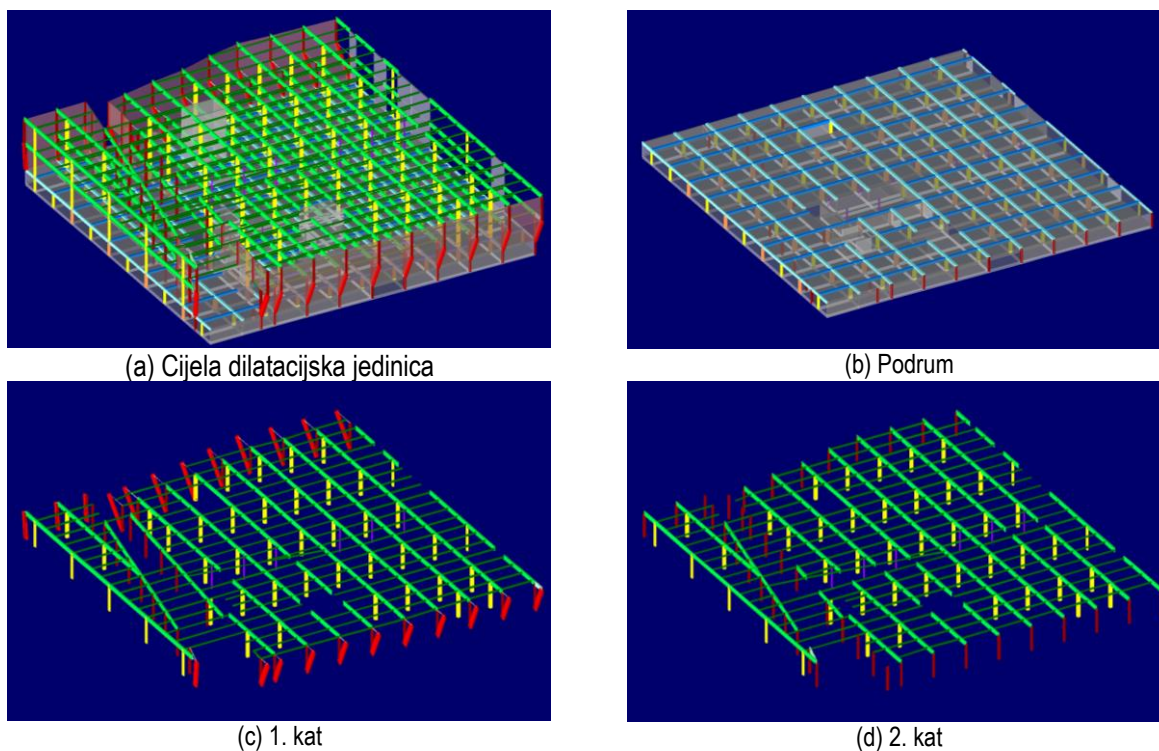 (a) Cijela dilatacijska jedinica
(b) Podrum
(c) 1. kat
(d) 2. kat